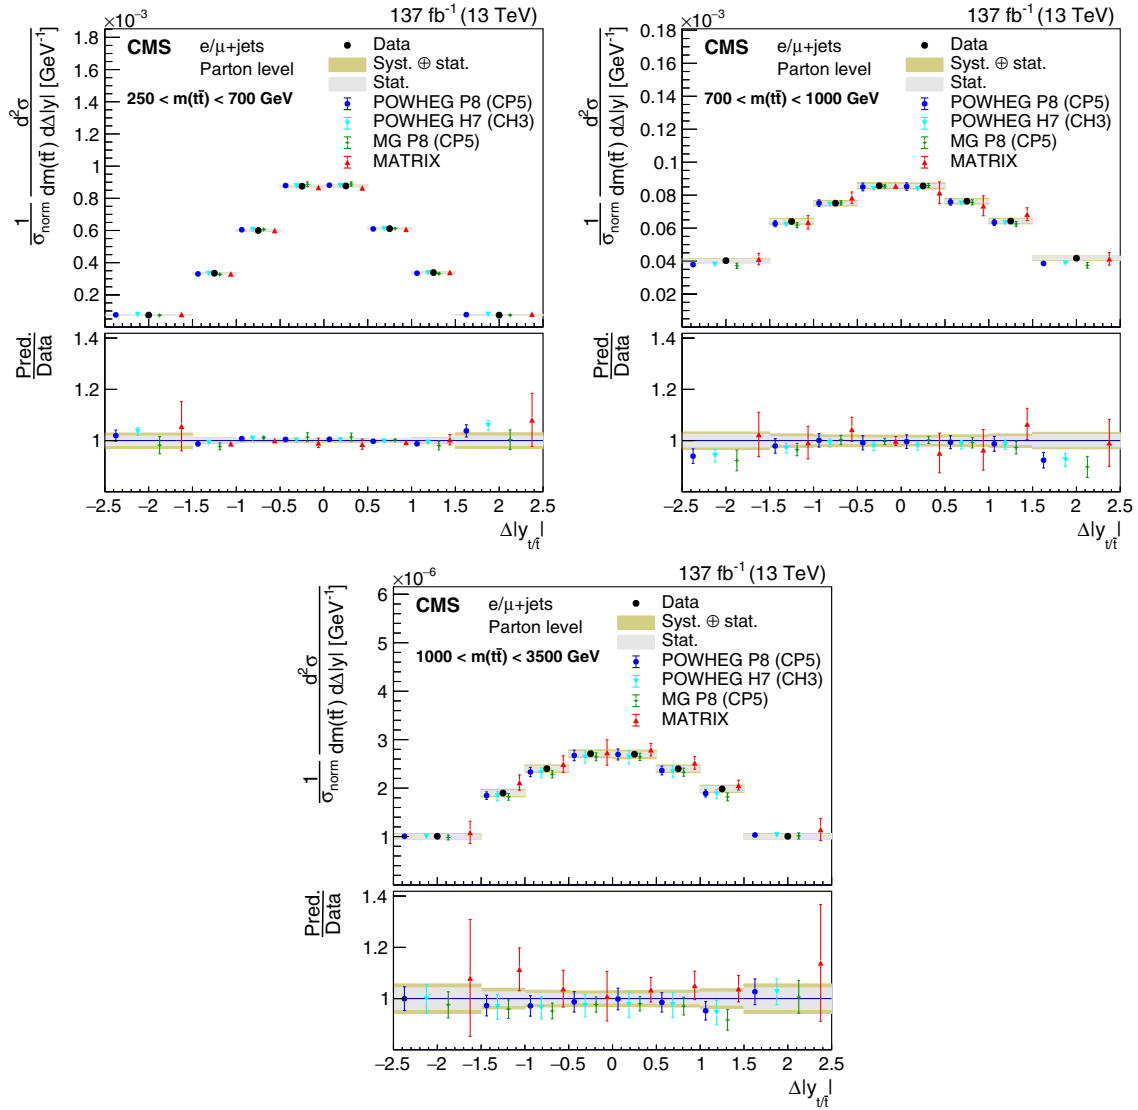 ×10⁻³ 137 fb⁻¹ (13 TeV)
CMS e/μ+jets
Parton level
250 < m(tt̄) < 700 GeV
Data
Syst. ⊕ stat.
Stat.
POWHEG P8 (CP5)
POWHEG H7 (CH3)
MG P8 (CP5)
MATRIX
1/σnorm d²σ/dm(tt̄) dΔ|y| [GeV⁻¹]
1.8
1.6
1.4
1.2
1
0.8
0.6
0.4
0.2
Pred./Data
1.4
1.2
1
−2.5 −2 −1.5 −1 −0.5 0 0.5 1 1.5 2 2.5
Δ|y t/t̄|
×10⁻³ 137 fb⁻¹ (13 TeV)
CMS e/μ+jets
Parton level
700 < m(tt̄) < 1000 GeV
Data
Syst. ⊕ stat.
Stat.
POWHEG P8 (CP5)
POWHEG H7 (CH3)
MG P8 (CP5)
MATRIX
1/σnorm d²σ/dm(tt̄) dΔ|y| [GeV⁻¹]
0.18
0.16
0.14
0.12
0.1
0.08
0.06
0.04
0.02
Pred./Data
1.4
1.2
1
−2.5 −2 −1.5 −1 −0.5 0 0.5 1 1.5 2 2.5
Δ|y t/t̄|
×10⁻⁶ 137 fb⁻¹ (13 TeV)
CMS e/μ+jets
Parton level
1000 < m(tt̄) < 3500 GeV
Data
Syst. ⊕ stat.
Stat.
POWHEG P8 (CP5)
POWHEG H7 (CH3)
MG P8 (CP5)
MATRIX
1/σnorm d²σ/dm(tt̄) dΔ|y| [GeV⁻¹]
6
5
4
3
2
1
Pred./Data
1.4
1.2
1
−2.5 −2 −1.5 −1 −0.5 0 0.5 1 1.5 2 2.5
Δ|y t/t̄|